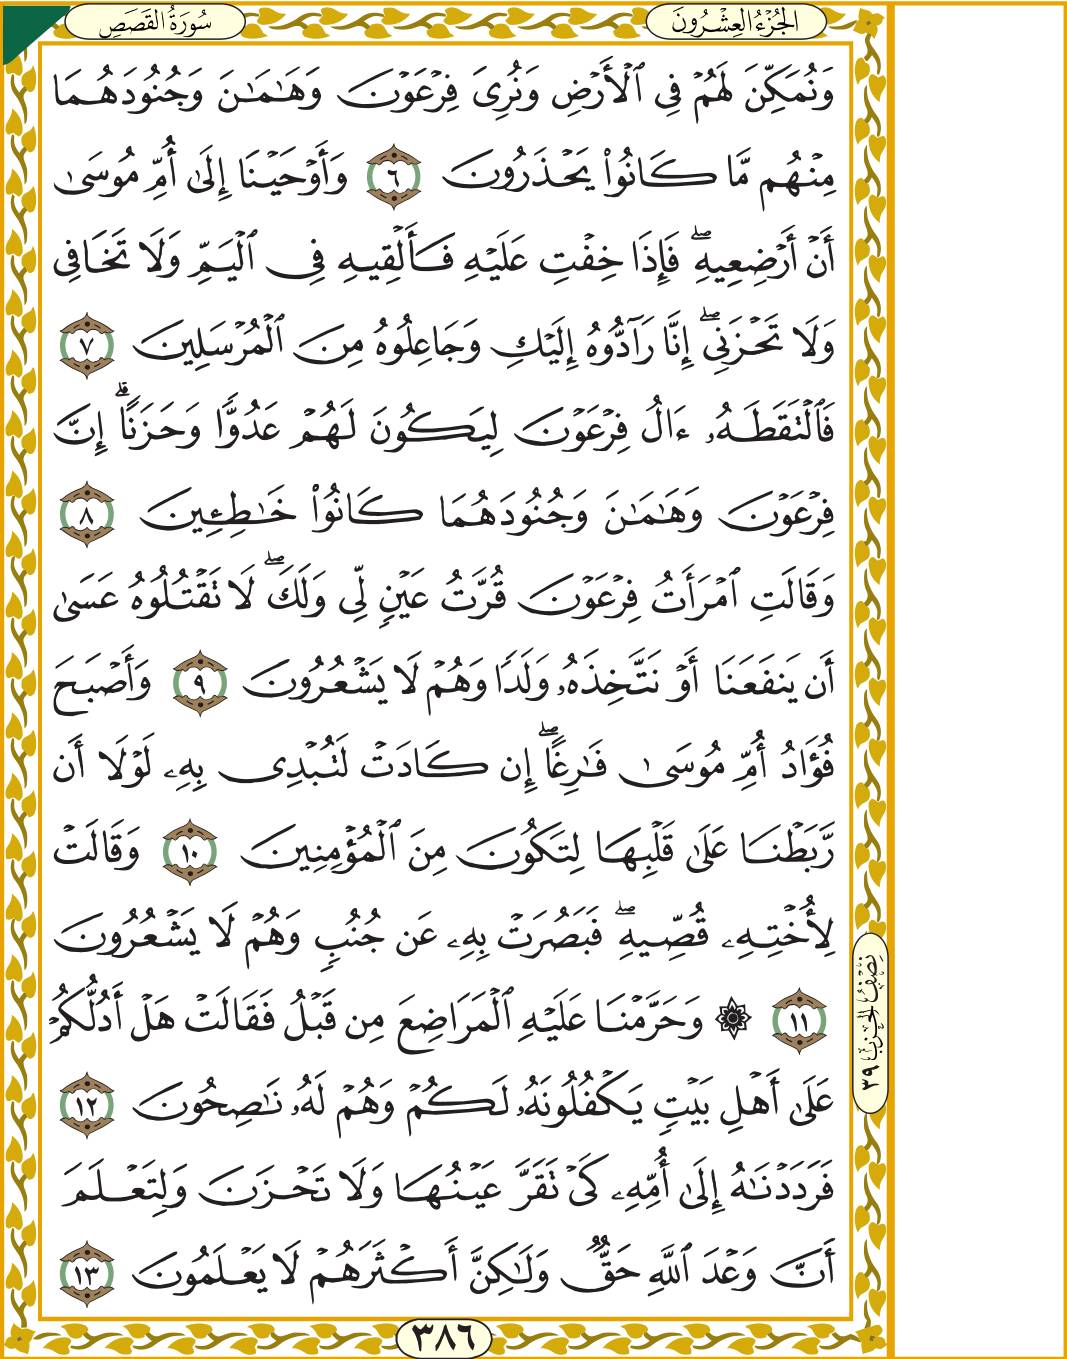 الجُزْءُ العِشْرُونَ
سُورَةُ القَصَصِ
وَنُمَكِّنَ لَهُمْ فِي ٱلْأَرْضِ وَنُرِيَ فِرْعَوْنَ وَهَٰمَٰنَ وَجُنُودَهُمَا
مِنْهُم مَّا كَانُوا۟ يَحْذَرُونَ ٦ وَأَوْحَيْنَا إِلَىٰ أُمِّ مُوسَىٰ
أَنْ أَرْضِعِيهِ ۖ فَإِذَا خِفْتِ عَلَيْهِ فَأَلْقِيهِ فِى ٱلْيَمِّ وَلَا تَخَافِى
وَلَا تَحْزَنِىٓ ۖ إِنَّا رَآدُّوهُ إِلَيْكِ وَجَاعِلُوهُ مِنَ ٱلْمُرْسَلِينَ ٧
فَٱلْتَقَطَهُۥ ءَالُ فِرْعَوْنَ لِيَكُونَ لَهُمْ عَدُوًّا وَحَزَنًا ۗ إِنَّ
فِرْعَوْنَ وَهَٰمَٰنَ وَجُنُودَهُمَا كَانُوا۟ خَٰطِـِٔينَ ٨
وَقَالَتِ ٱمْرَأَتُ فِرْعَوْنَ قُرَّتُ عَيْنٍ لِّى وَلَكَ ۖ لَا تَقْتُلُوهُ عَسَىٰ
أَن يَنفَعَنَا أَوْ نَتَّخِذَهُۥ وَلَدًا وَهُمْ لَا يَشْعُرُونَ ٩ وَأَصْبَحَ
فُؤَادُ أُمِّ مُوسَىٰ فَٰرِغًا ۖ إِن كَادَتْ لَتُبْدِى بِهِۦ لَوْلَا أَن
رَّبَطْنَا عَلَىٰ قَلْبِهَا لِتَكُونَ مِنَ ٱلْمُؤْمِنِينَ ١٠ وَقَالَتْ
لِأُخْتِهِۦ قُصِّيهِ ۖ فَبَصُرَتْ بِهِۦ عَن جُنُبٍ وَهُمْ لَا يَشْعُرُونَ
١١ ۞ وَحَرَّمْنَا عَلَيْهِ ٱلْمَرَاضِعَ مِن قَبْلُ فَقَالَتْ هَلْ أَدُلُّكُمْ
عَلَىٰ أَهْلِ بَيْتٍ يَكْفُلُونَهُۥ لَكُمْ وَهُمْ لَهُۥ نَٰصِحُونَ ١٢
فَرَدَدْنَٰهُ إِلَىٰ أُمِّهِۦ كَىْ تَقَرَّ عَيْنُهَا وَلَا تَحْزَنَ وَلِتَعْلَمَ
أَنَّ وَعْدَ ٱللَّهِ حَقٌّ وَلَٰكِنَّ أَكْثَرَهُمْ لَا يَعْلَمُونَ ١٣
نِصْفُ الحِزْبِ ٣٩
٣٨٦